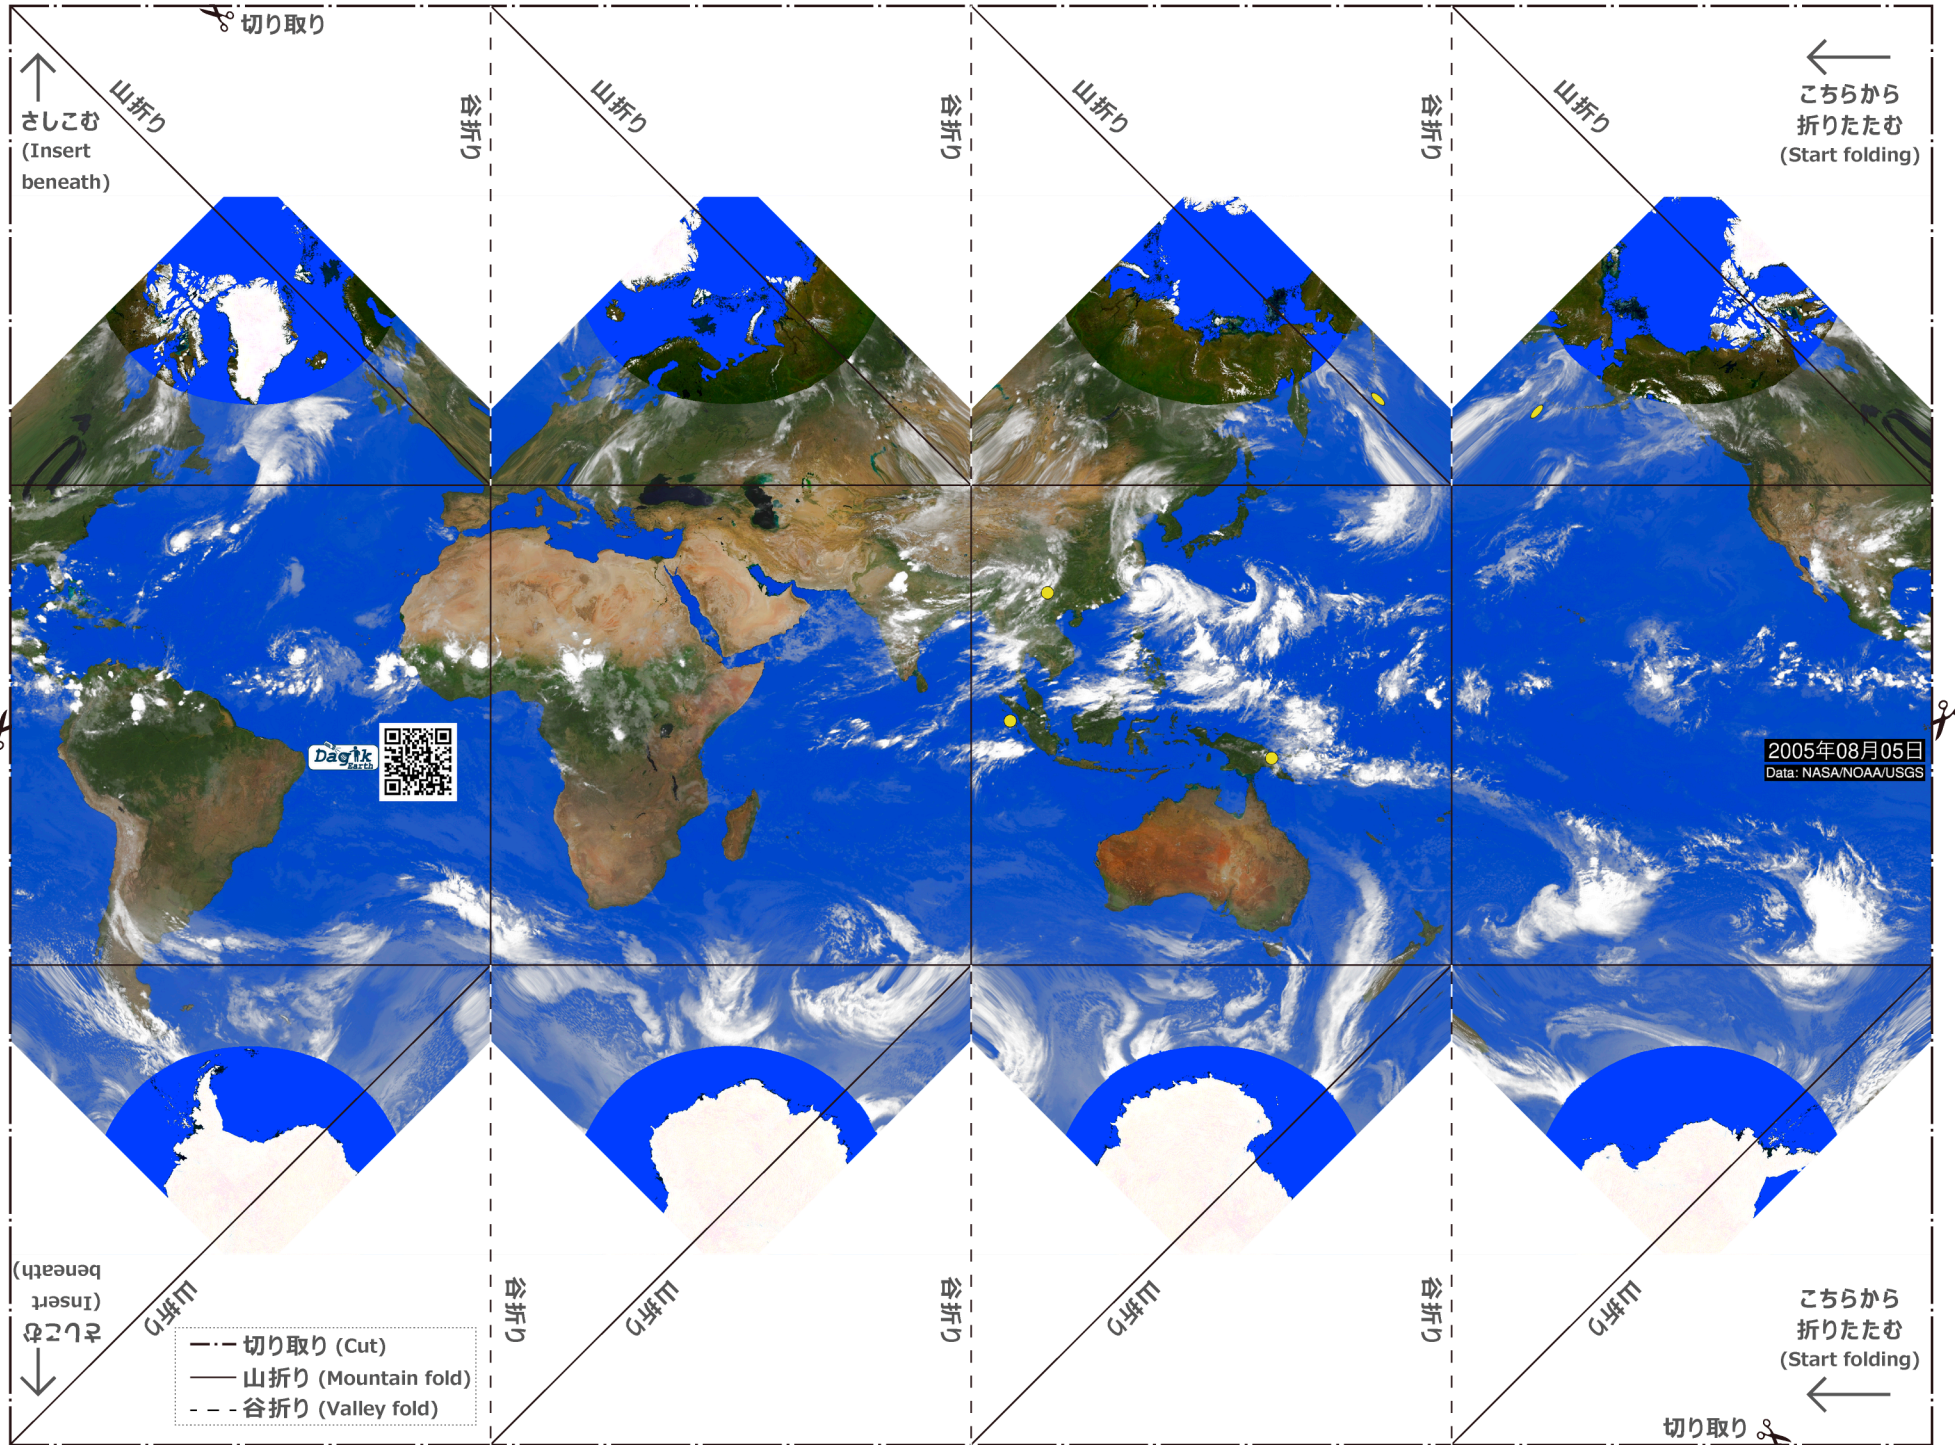 切り取り
さしこむ
(Insert
beneath)
山折り
谷折り
山折り
谷折り
山折り
谷折り
山折り
こちらから
折りたたむ
(Start folding)
Dagik
Earth
2005年08月05日
Data: NASA/NOAA/USGS
さしこむ
(Insert
beneath)
山折り
谷折り
山折り
谷折り
山折り
谷折り
山折り
こちらから
折りたたむ
(Start folding)
切り取り (Cut)
山折り (Mountain fold)
谷折り (Valley fold)
切り取り